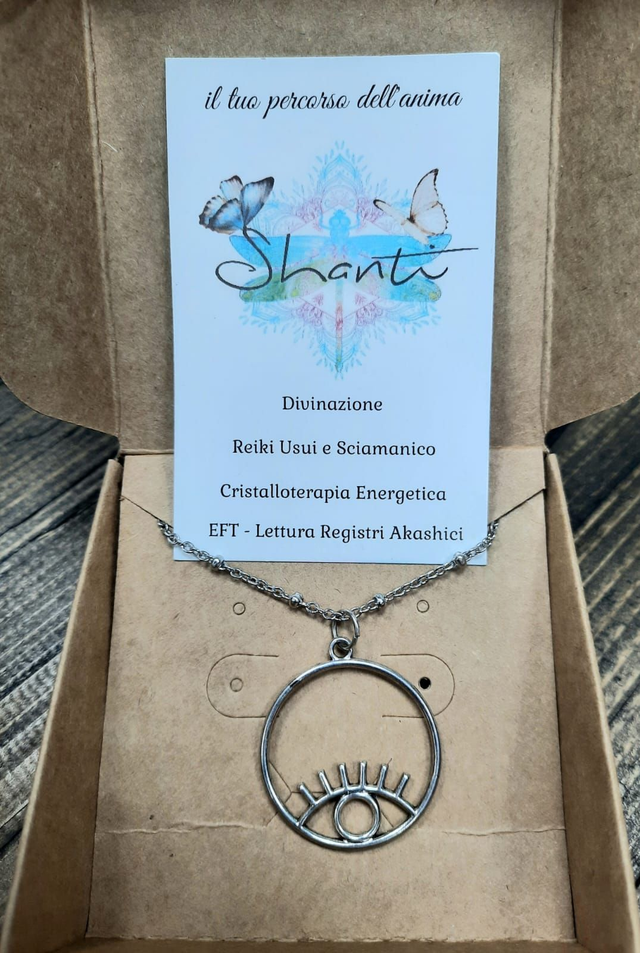 il tuo percorso dell'anima
Shanti
Divinazione
Reiki Usui e Sciamanico
Cristalloterapia Energetica
EFT - Lettura Registri Akashici